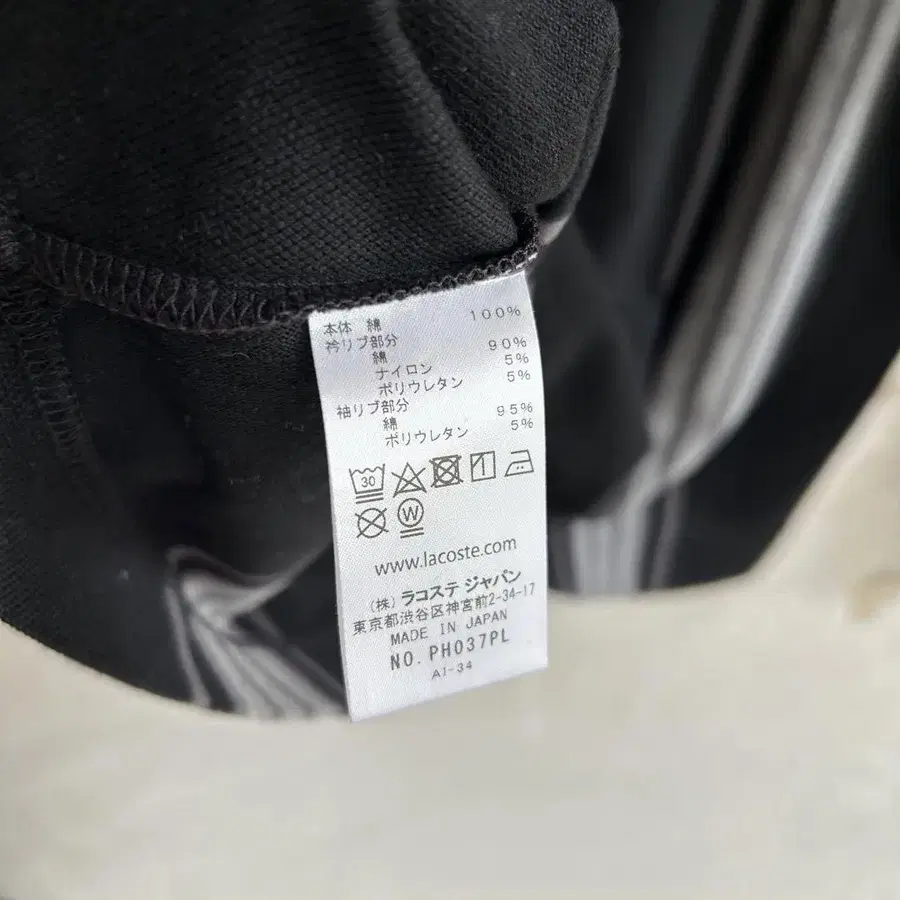 本体 綿 100%
衿リブ部分
綿 90%
ナイロン 5%
ポリウレタン 5%
袖リブ部分
綿 95%
ポリウレタン 5%
30
W
www.lacoste.com
(株) ラコステ ジャパン
東京都渋谷区神宮前2-34-17
MADE IN JAPAN
NO. PH037PL
A1-34